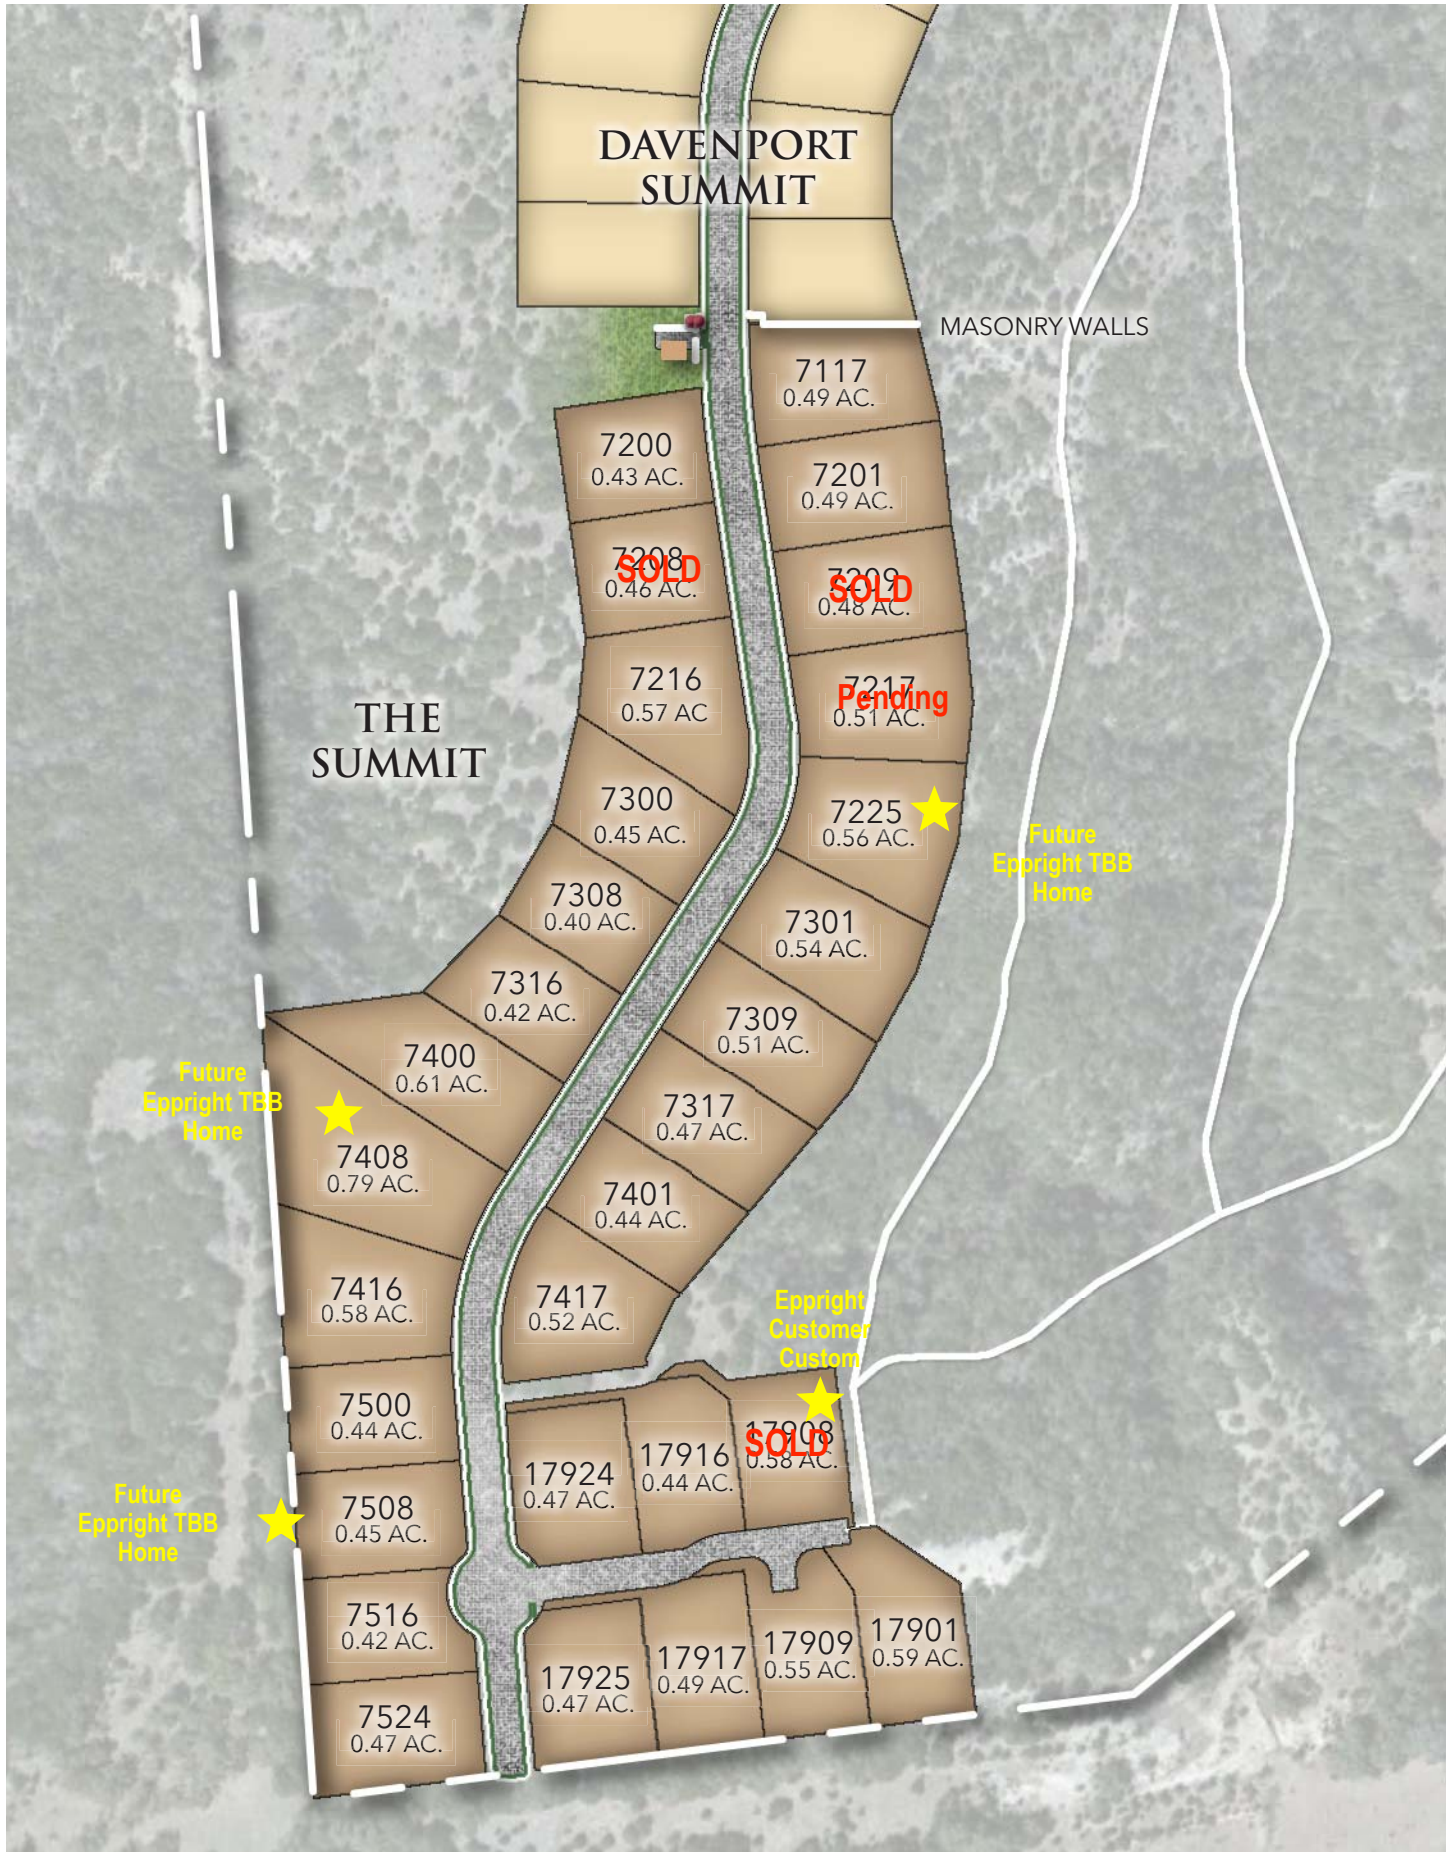 DAVENPORT
SUMMIT
MASONRY WALLS
7117
0.49 AC.
7200
0.43 AC.
7201
0.49 AC.
7208
SOLD
0.46 AC.
7209
SOLD
0.48 AC.
7216
0.57 AC
7217
Pending
0.51 AC.
THE
SUMMIT
7300
0.45 AC.
7225
0.56 AC.
Future
Eppright TBB
Home
7308
0.40 AC.
7301
0.54 AC.
7316
0.42 AC.
7309
0.51 AC.
7400
0.61 AC.
Future
Eppright TBB
Home
7317
0.47 AC.
7408
0.79 AC.
7401
0.44 AC.
7416
0.58 AC.
7417
0.52 AC.
Eppright
Customer
Custom
7500
0.44 AC.
17908
SOLD
0.58 AC.
17916
0.44 AC.
17924
0.47 AC.
Future
Eppright TBB
Home
7508
0.45 AC.
7516
0.42 AC.
17925
0.47 AC.
17917
0.49 AC.
17909
0.55 AC.
17901
0.59 AC.
7524
0.47 AC.